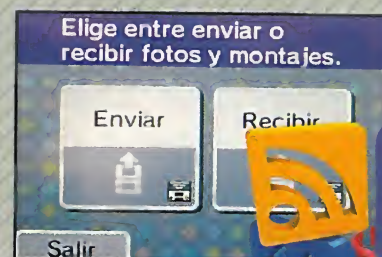 Elige entre enviar o
recibir fotos y montajes.
Enviar
Recibir
Salir